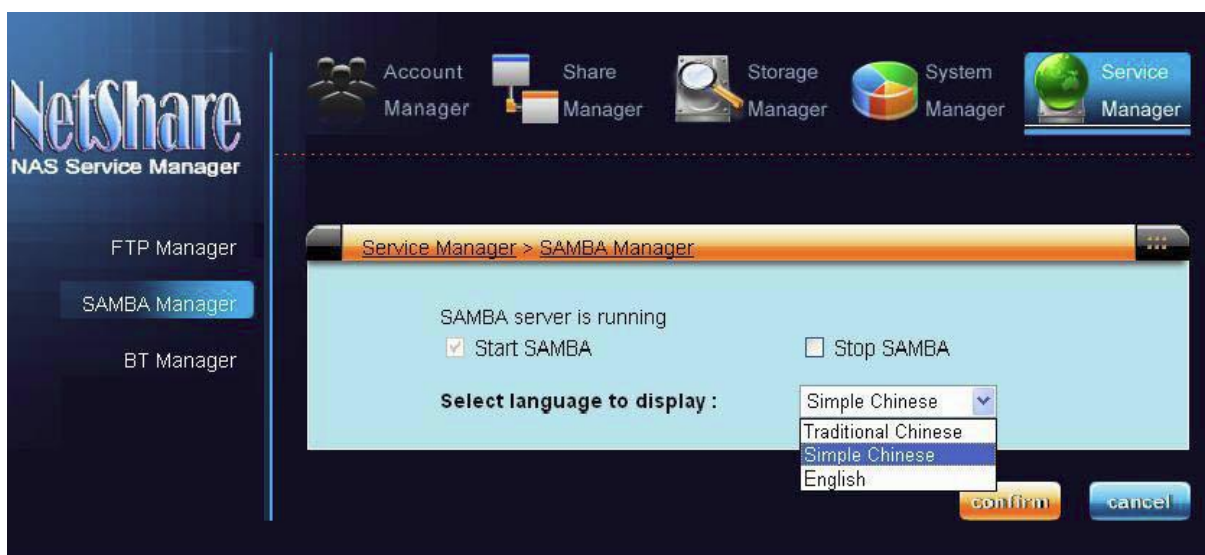 NetShare
NAS Service Manager
Account Manager
Share Manager
Storage Manager
System Manager
Service Manager
FTP Manager
SAMBA Manager
BT Manager
Service Manager > SAMBA Manager
SAMBA server is running
Start SAMBA
Stop SAMBA
Select language to display :
Simple Chinese
Traditional Chinese
Simple Chinese
English
confirm
cancel